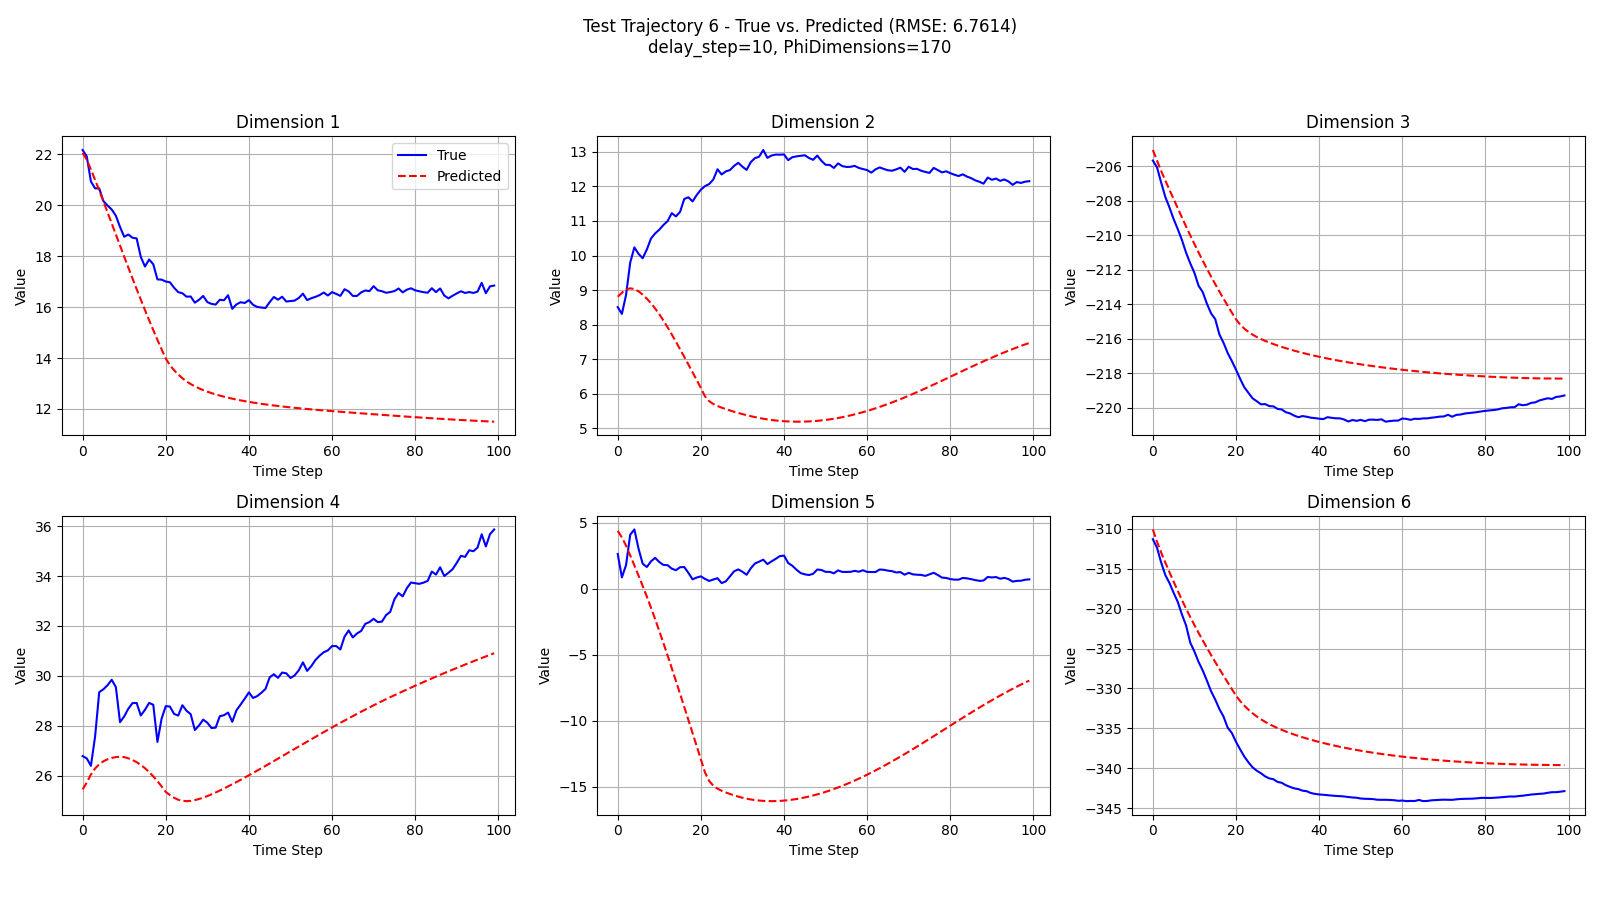 Test Trajectory 6 - True vs. Predicted (RMSE: 6.7614)
delay_step=10, PhiDimensions=170
Dimension 1
Value
22
20
18
16
14
12
0 20 40 60 80 100
Time Step
True
Predicted
Dimension 2
Value
13
12
11
10
9
8
7
6
5
0 20 40 60 80 100
Time Step
Dimension 3
Value
−206
−208
−210
−212
−214
−216
−218
−220
0 20 40 60 80 100
Time Step
Dimension 4
Value
36
34
32
30
28
26
0 20 40 60 80 100
Time Step
Dimension 5
Value
5
0
−5
−10
−15
0 20 40 60 80 100
Time Step
Dimension 6
Value
−310
−315
−320
−325
−330
−335
−340
−345
0 20 40 60 80 100
Time Step